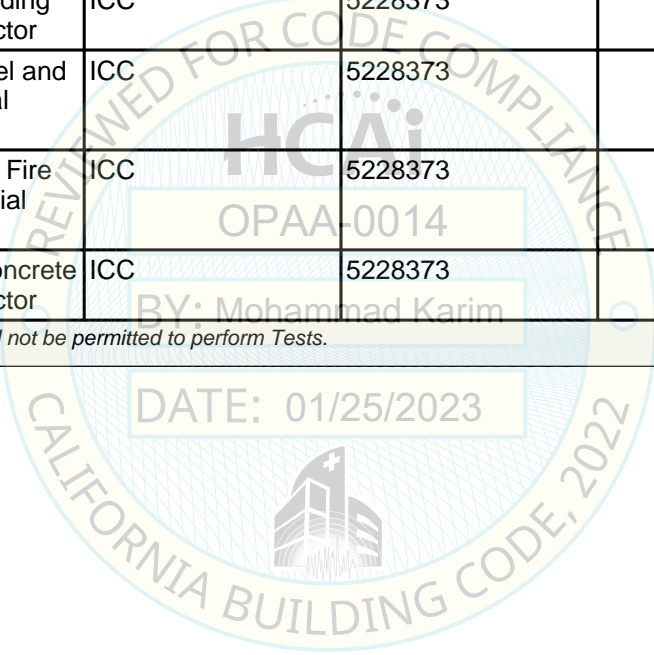 ding ICC 5228373
ctor
el and ICC 5228373
al
Fire ICC 5228373
ial
oncrete ICC 5228373
ctor
not be permitted to perform Tests.
REVIEWED FOR CODE COMPLIANCE
HCAi
OPAA-0014
BY: Mohammad Karim
DATE: 01/25/2023
CALIFORNIA BUILDING CODE, 2022